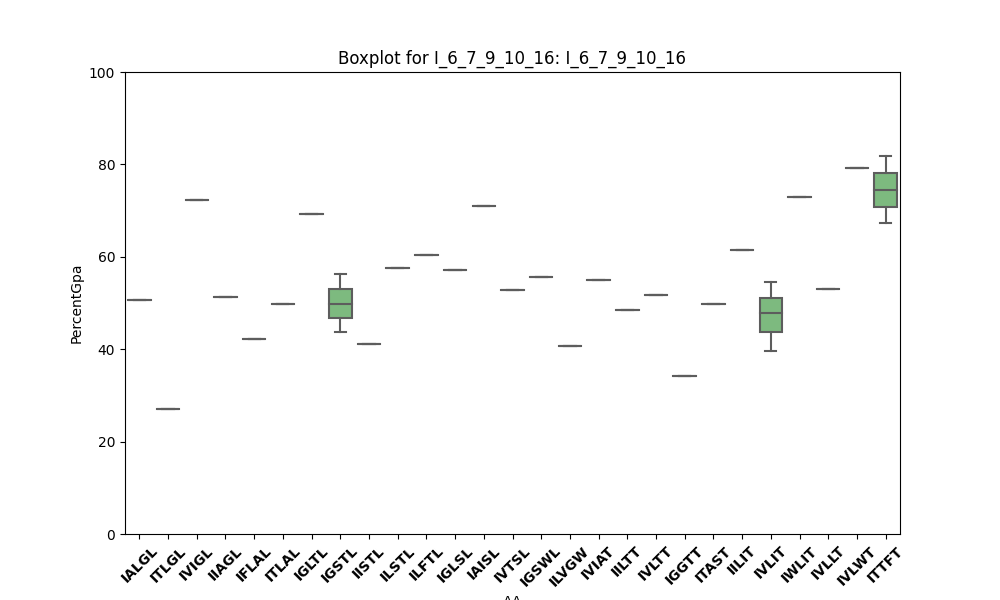 Boxplot for I_6_7_9_10_16: I_6_7_9_10_16
100
80
60
40
20
0
PercentGpa
IALGL
ITLGL
IVIGL
IIAGL
IFLAL
ITLAL
IGLTL
IGSTL
IISTL
ILSTL
ILFTL
IGLSL
IAISL
IVTSL
IGSWL
ILVGW
IVIAT
IILTT
IVLTT
IGGTT
ITAST
IILIT
IVLIT
IWLIT
IVLLT
IVLWT
ITTFT
AA